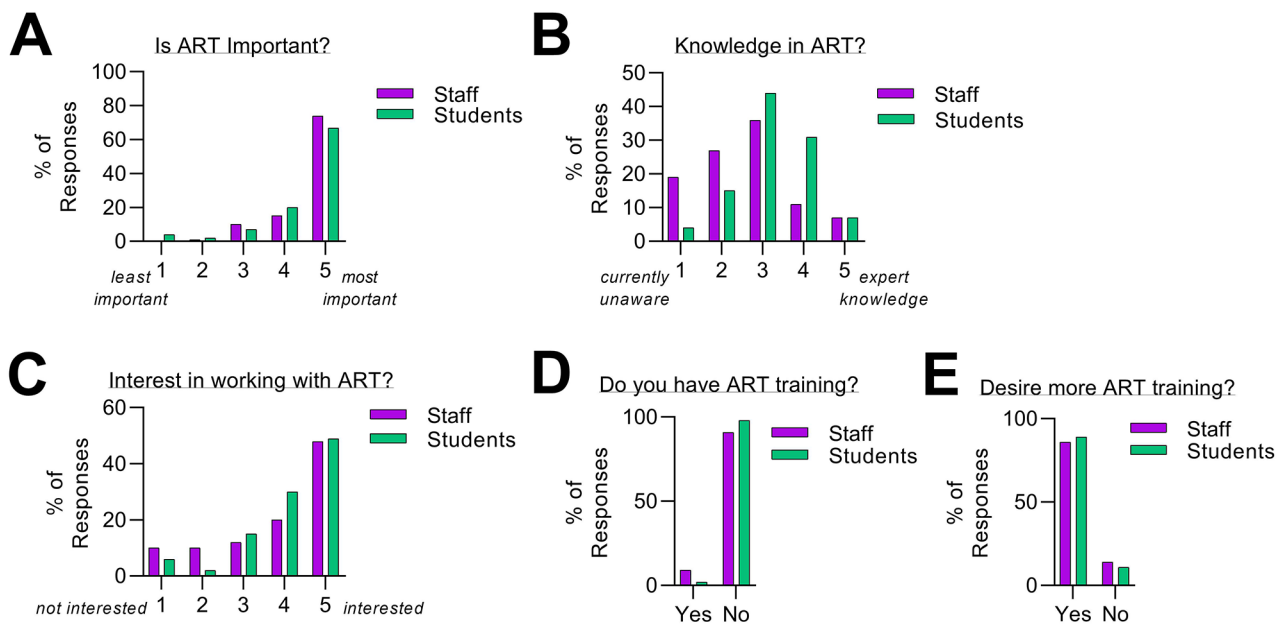 A
Is ART Important?
100
80
60
40
20
0
% of
Responses
Staff
Students
1 2 3 4 5
least
important
most
important
B
Knowledge in ART?
50
40
30
20
10
0
% of
Responses
Staff
Students
1 2 3 4 5
currently
unaware
expert
knowledge
C
Interest in working with ART?
60
40
20
0
% of
Responses
Staff
Students
not interested 1 2 3 4 5 interested
D
Do you have ART training?
100
50
0
% of
Responses
Staff
Students
Yes No
E
Desire more ART training?
100
50
0
% of
Responses
Staff
Students
Yes No